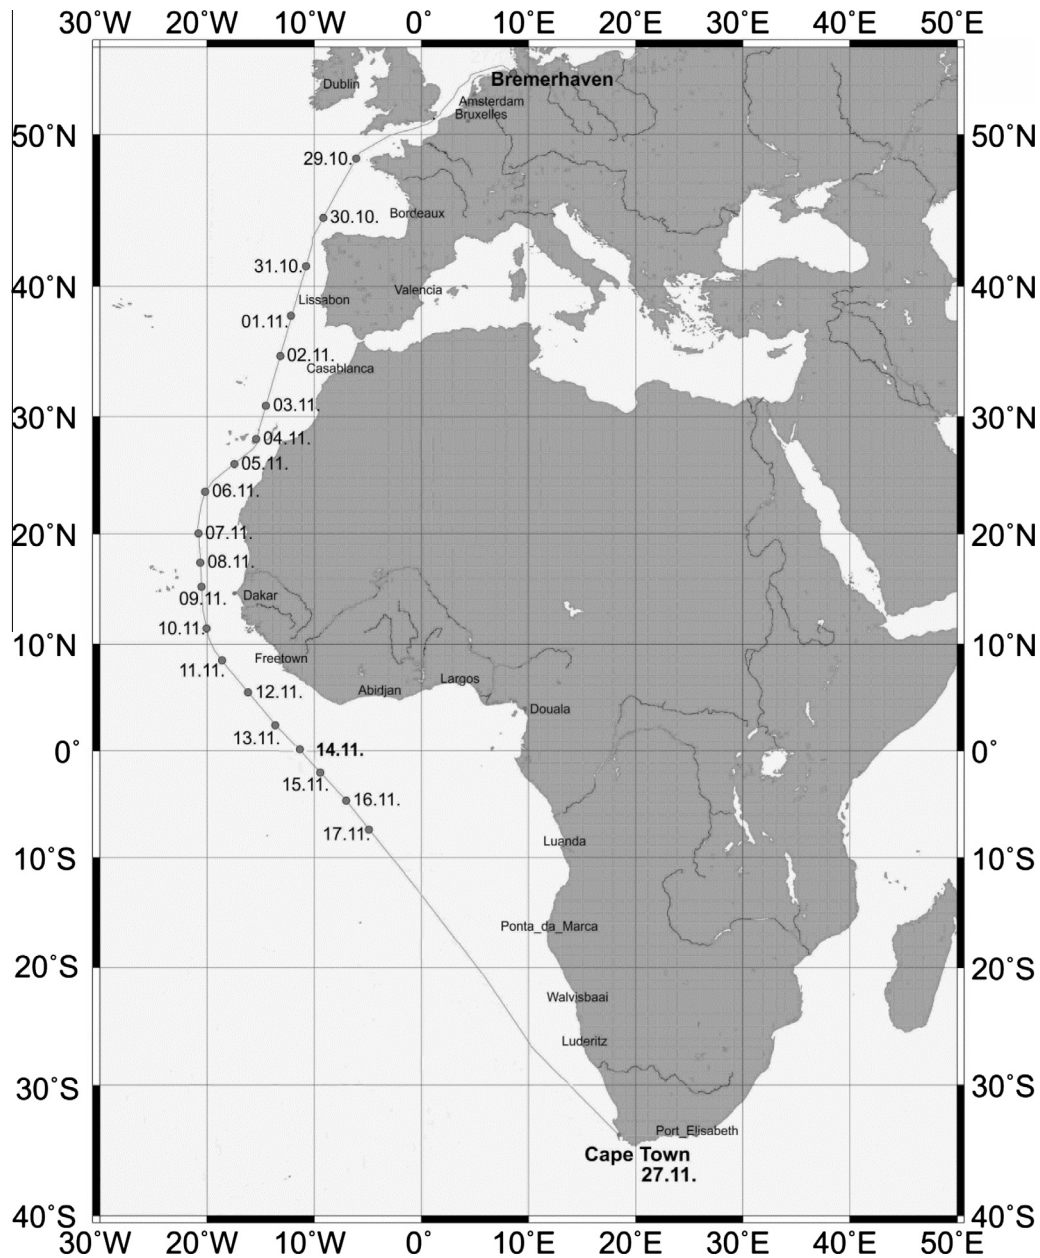 30˚W 20˚W 10˚W 0˚ 10˚E 20˚E 30˚E 40˚E 50˚E
Dublin
Bremerhaven
Amsterdam
Bruxelles
50˚N 50˚N
29.10.
30.10. Bordeaux
31.10.
40˚N Valencia 40˚N
Lissabon
01.11.
02.11.
Casablanca
03.11.
30˚N 30˚N
04.11.
05.11.
06.11.
20˚N 07.11. 20˚N
08.11.
09.11. Dakar
10.11.
10˚N 10˚N
11.11. Freetown
12.11. Abidjan Largos
Douala
13.11.
0˚ 14.11. 0˚
15.11.
16.11.
17.11.
Luanda
10˚S 10˚S
Ponta_da_Marca
20˚S 20˚S
Walvisbaai
Luderitz
30˚S 30˚S
Port_Elisabeth
Cape Town
27.11.
40˚S 40˚S
30˚W 20˚W 10˚W 0˚ 10˚E 20˚E 30˚E 40˚E 50˚E